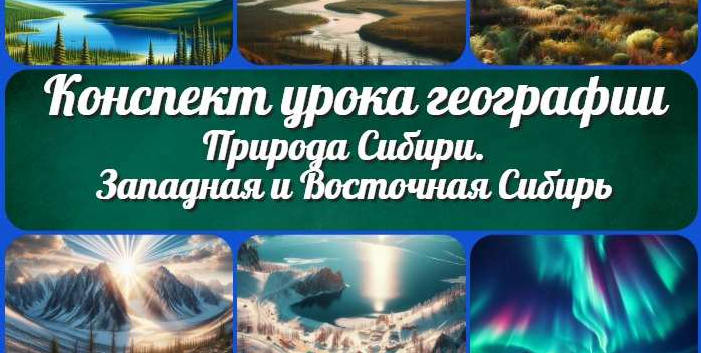 Конспект урока географии
Природа Сибири.
Западная и Восточная Сибирь